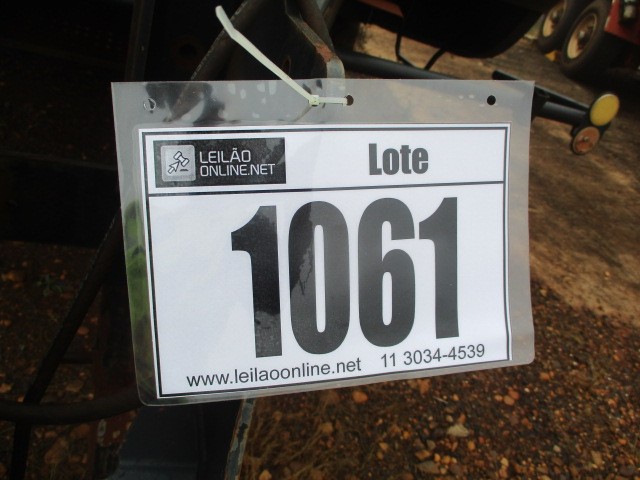 LEILÃO
ONLINE.NET
Lote
1061
www.leilaoonline.net 11 3034-4539